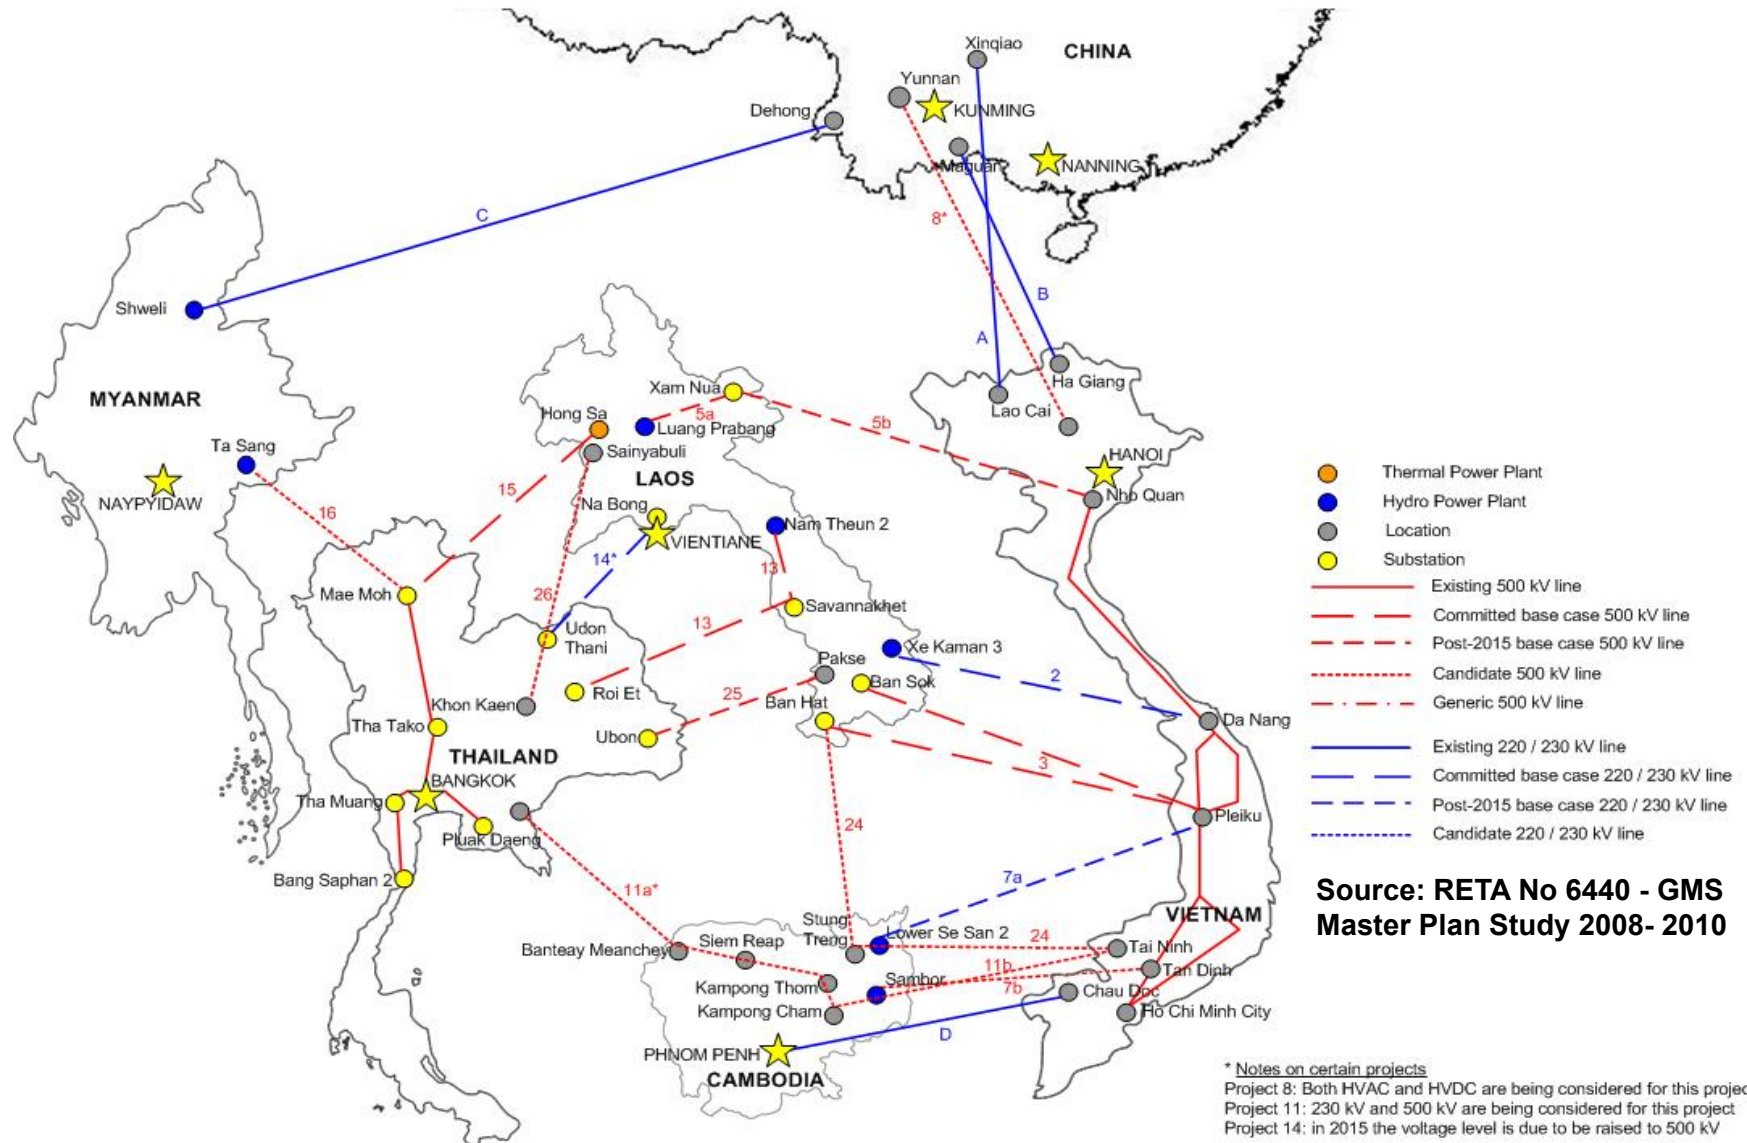 Xinqiao
CHINA
Yunnan
KUNMING
Dehong
Maguan
NANNING
C
8*
B
A
Shweli
Ha Giang
Lao Cai
MYANMAR
Xam Nua
Hong Sa
5a
Luang Prabang
5b
Ta Sang
Sainyabuli
HANOI
LAOS
15
Nho Quan
NAYPYIDAW
Na Bong
16
Nam Theun 2
VIENTIANE
14*
13
Mae Moh
26
Savannakhet
13
Udon
Thani
Xe Kaman 3
Pakse
2
Ban Sok
25
Roi Et
Khon Kaen
Ban Hat
Da Nang
Tha Tako
Ubon
THAILAND
3
BANGKOK
Tha Muang
Pleiku
24
Pluak Daeng
Bang Saphan 2
11a*
7a
VIETNAM
Stung
Treng
Lower Se San 2
24
Siem Reap
Banteay Meanchey
Tai Ninh
11b
Tan Dinh
Sambor
7b
Kampong Thom
Chau Doc
Kampong Cham
Ho Chi Minh City
D
PHNOM PENH
CAMBODIA
Thermal Power Plant
Hydro Power Plant
Location
Substation
Existing 500 kV line
Committed base case 500 kV line
Post-2015 base case 500 kV line
Candidate 500 kV line
Generic 500 kV line
Existing 220 / 230 kV line
Committed base case 220 / 230 kV line
Post-2015 base case 220 / 230 kV line
Candidate 220 / 230 kV line
Source: RETA No 6440 - GMS
Master Plan Study 2008- 2010
* Notes on certain projects
Project 8: Both HVAC and HVDC are being considered for this projec
Project 11: 230 kV and 500 kV are being considered for this project
Project 14: in 2015 the voltage level is due to be raised to 500 kV